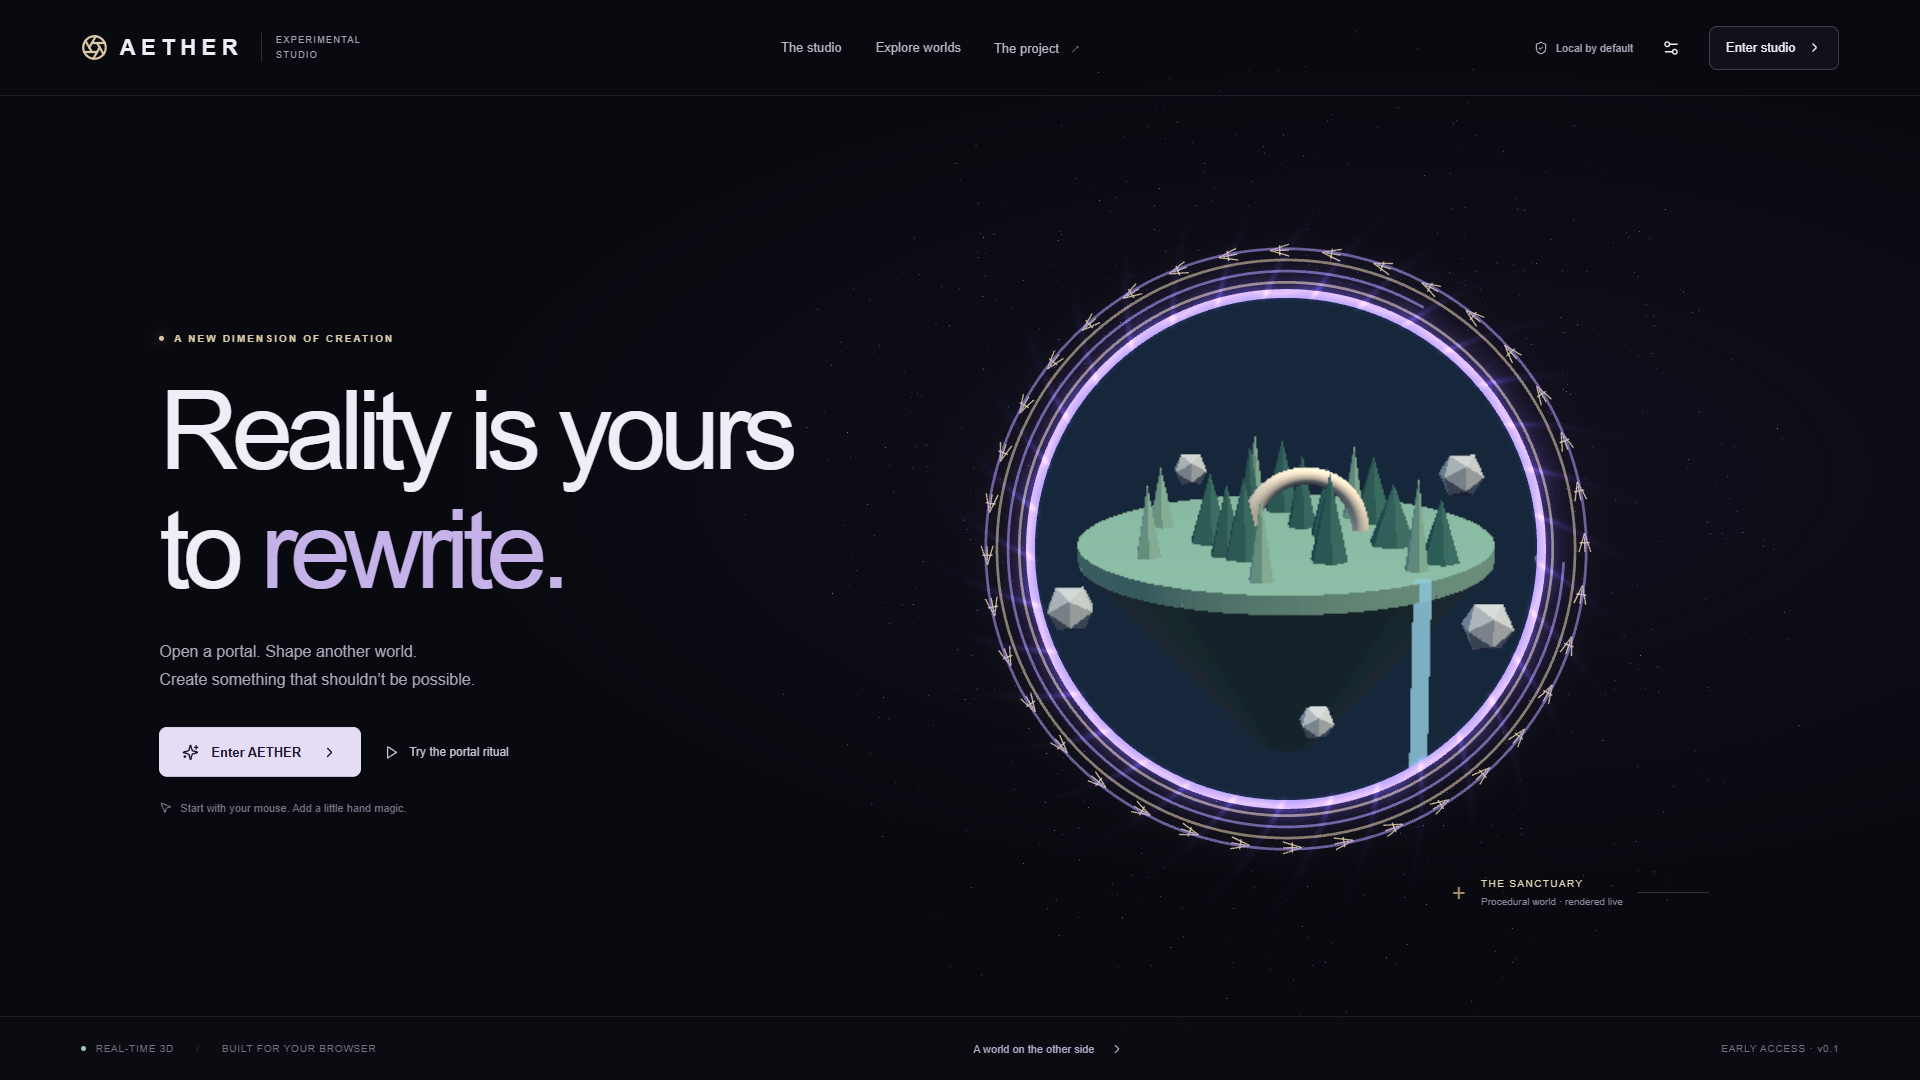 AETHER
EXPERIMENTAL
STUDIO
The studio
Explore worlds
The project
Local by default
Enter studio
A NEW DIMENSION OF CREATION
Reality is yours
to rewrite.
Open a portal. Shape another world.
Create something that shouldn’t be possible.
Enter AETHER
Try the portal ritual
Start with your mouse. Add a little hand magic.
THE SANCTUARY
Procedural world · rendered live
REAL-TIME 3D / BUILT FOR YOUR BROWSER
A world on the other side
EARLY ACCESS · v0.1